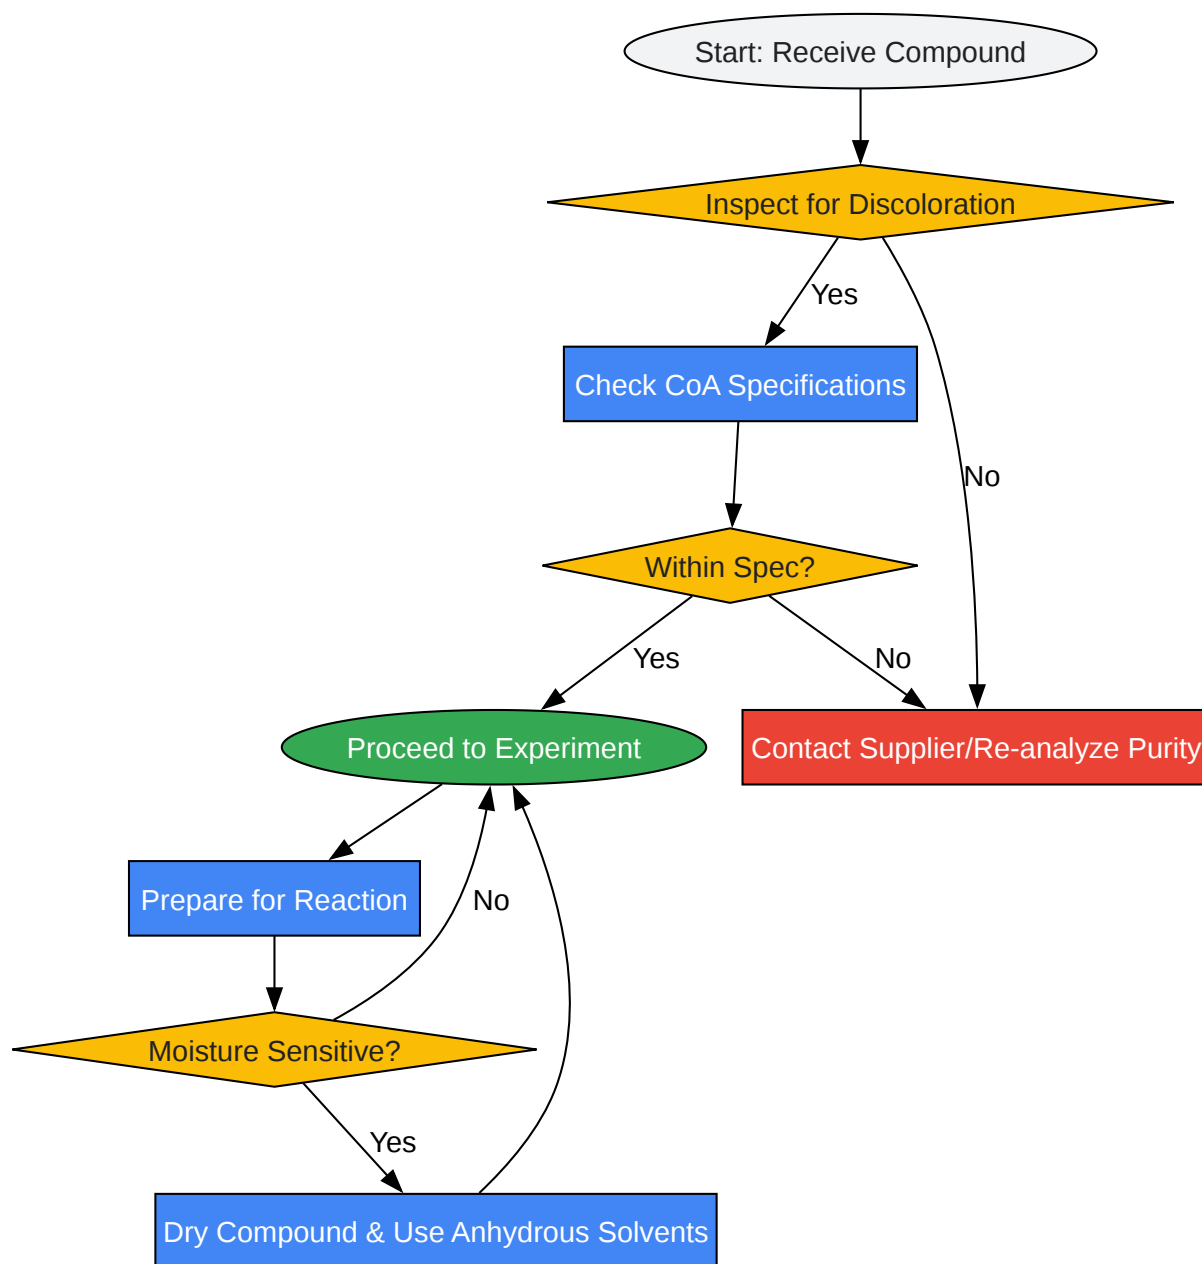 Start: Receive Compound
Inspect for Discoloration
Yes
Check CoA Specifications
No
Within Spec?
Yes
No
Proceed to Experiment
Contact Supplier/Re-analyze Purity
Prepare for Reaction
No
Moisture Sensitive?
Yes
Dry Compound & Use Anhydrous Solvents